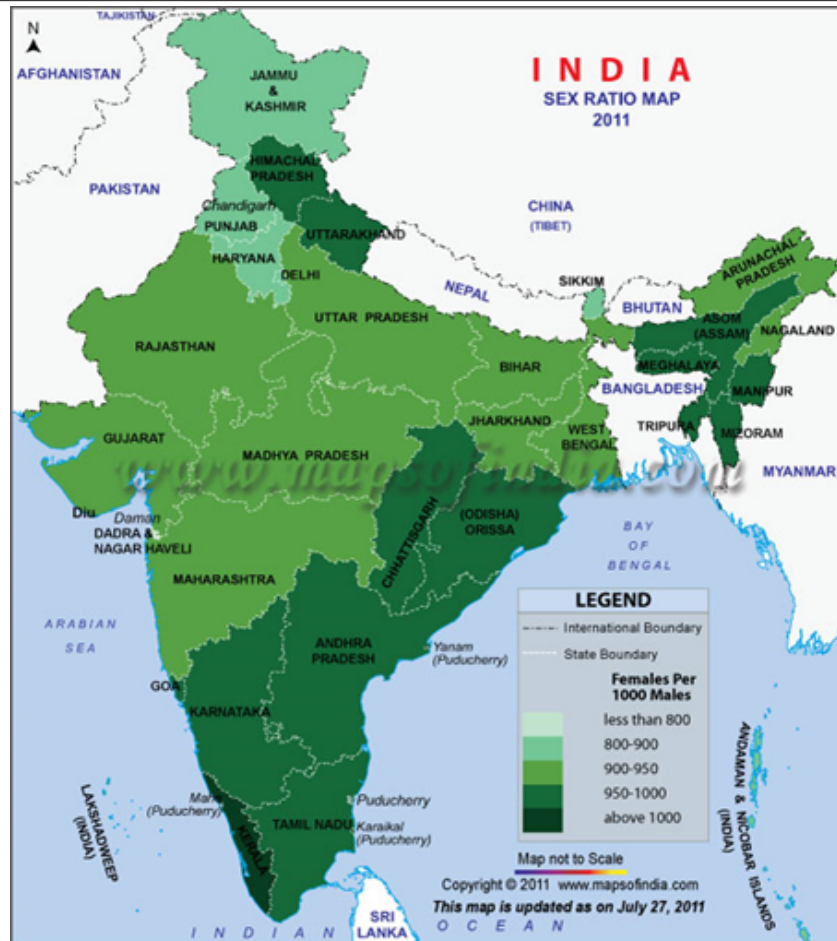 INDIA
SEX RATIO MAP
2011
N
TAJIKISTAN
AFGHANISTAN
JAMMU
&
KASHMIR
HIMACHAL
PRADESH
PAKISTAN
Chandigarh
PUNJAB
UTTARAKHAND
CHINA
(TIBET)
HARYANA
DELHI
NEPAL
SIKKIM
BHUTAN
ARUNACHAL
PRADESH
ASOM
(ASSAM)
NAGALAND
RAJASTHAN
UTTAR PRADESH
BIHAR
MEGHALAYA
BANGLADESH
MANIPUR
TRIPURA
MIZORAM
MYANMAR
GUJARAT
MADHYA PRADESH
JHARKHAND
WEST
BENGAL
www.mapsofindia.com
Diu
Daman
DADRA &
NAGAR HAVELI
CHHATTISGARH
(ODISHA)
ORISSA
BAY
OF
BENGAL
MAHARASHTRA
ARABIAN
SEA
ANDHRA
PRADESH
Yanam
(Puducherry)
GOA
KARNATAKA
LAKSHADWEEP
(INDIA)
Mahe
(Puducherry)
KERALA
TAMIL NADU
Puducherry
Karaikal
(Puducherry)
SRI
LANKA
INDIAN OCEAN
ANDAMAN & NICOBAR ISLANDS
(INDIA)
LEGEND
International Boundary
State Boundary
Females Per
1000 Males
less than 800
800-900
900-950
950-1000
above 1000
Map not to Scale
Copyright © 2011 www.mapsofindia.com
This map is updated as on July 27, 2011